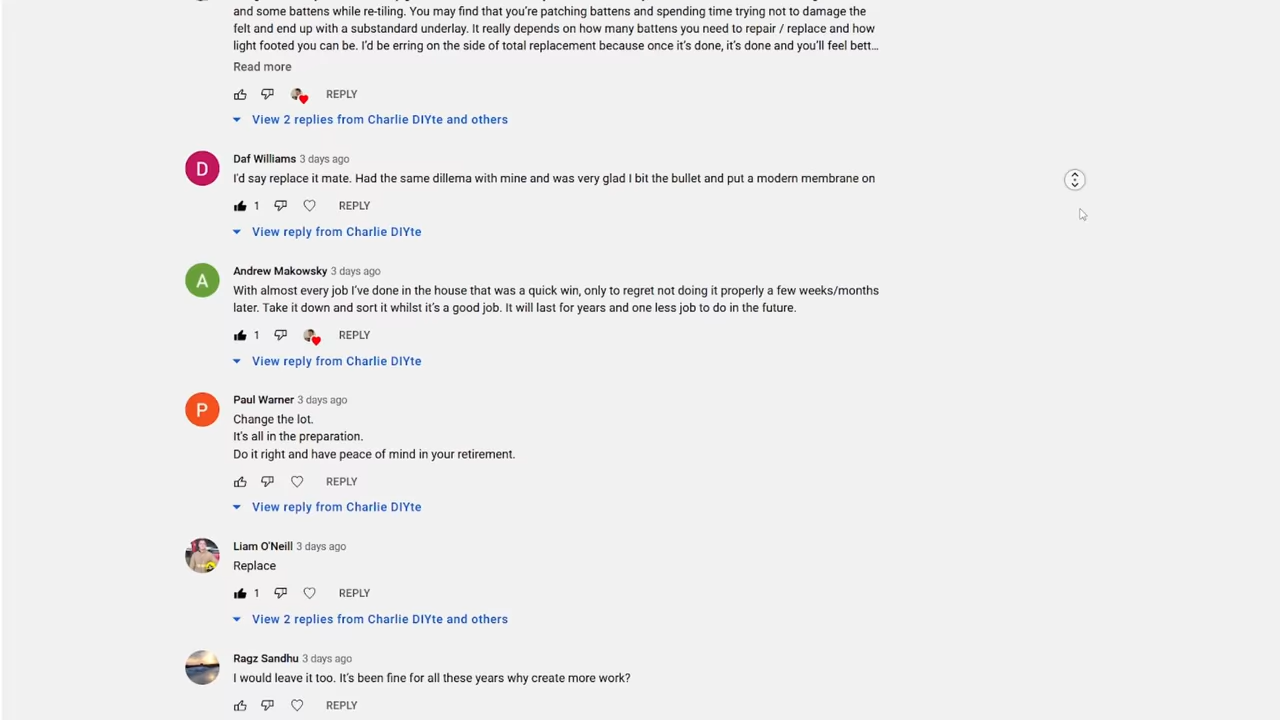 and some battens while re-tiling. You may find that you're patching battens and spending time trying not to damage the
felt and end up with a substandard underlay. It really depends on how many battens you need to repair / replace and how
light footed you can be. I'd be erring on the side of total replacement because once it's done, it's done and you'll feel bett…
Read more
REPLY
View 2 replies from Charlie DIYte and others
D
Daf Williams 3 days ago
I'd say replace it mate. Had the same dillema with mine and was very glad I bit the bullet and put a modern membrane on
1 REPLY
View reply from Charlie DIYte
A
Andrew Makowsky 3 days ago
With almost every job I've done in the house that was a quick win, only to regret not doing it properly a few weeks/months
later. Take it down and sort it whilst it's a good job. It will last for years and one less job to do in the future.
1 REPLY
View reply from Charlie DIYte
P
Paul Warner 3 days ago
Change the lot.
It's all in the preparation.
Do it right and have peace of mind in your retirement.
REPLY
View reply from Charlie DIYte
Liam O'Neill 3 days ago
Replace
1 REPLY
View 2 replies from Charlie DIYte and others
Ragz Sandhu 3 days ago
I would leave it too. It's been fine for all these years why create more work?
REPLY